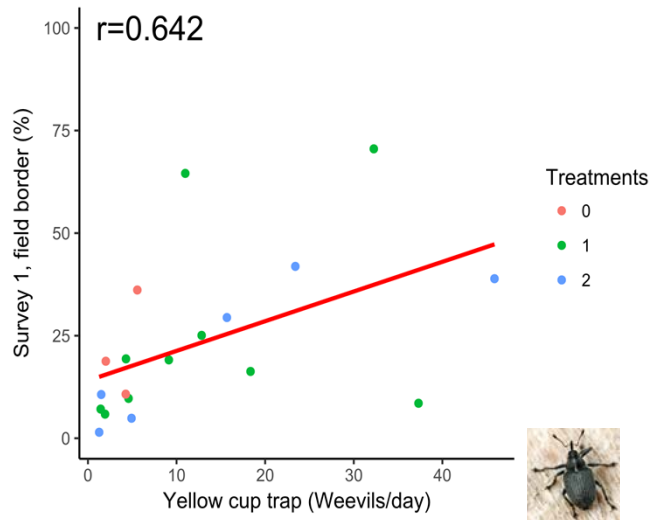 r=0.642
100
75
50
25
0
Survey 1, field border (%)
0 10 20 30 40
Yellow cup trap (Weevils/day)
Treatments
0
1
2